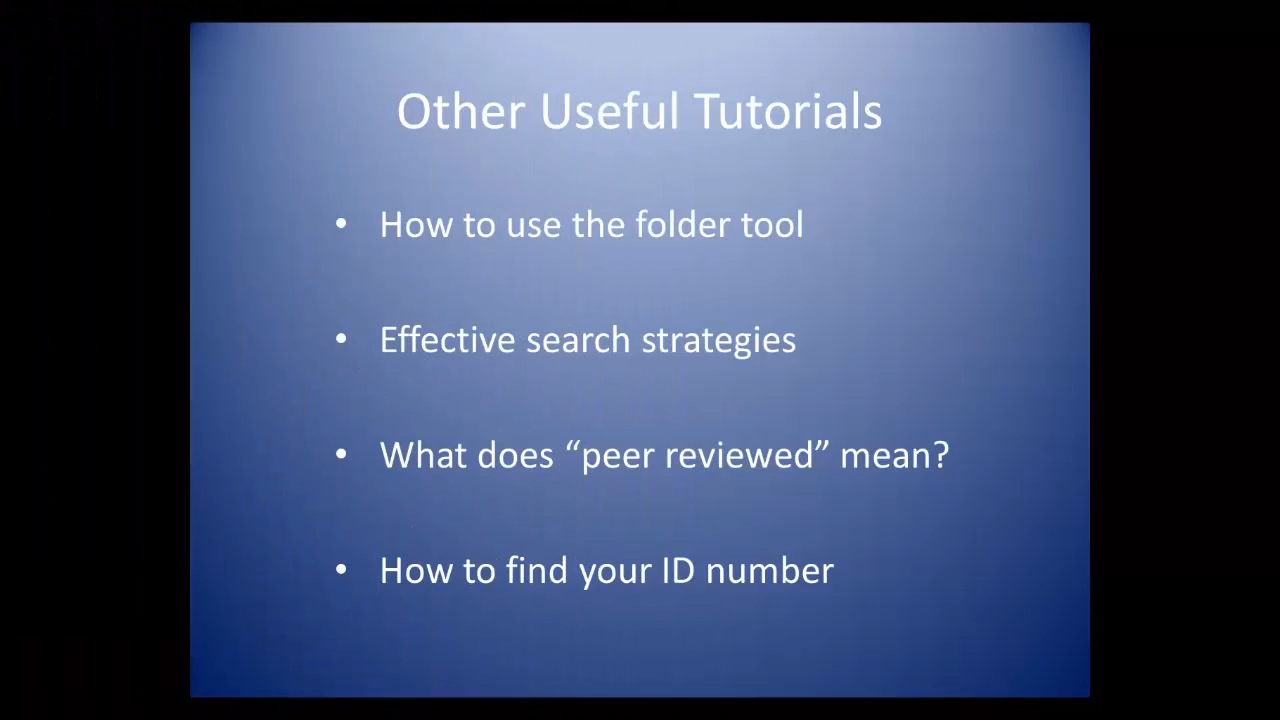 Other Useful Tutorials
• How to use the folder tool
• Effective search strategies
• What does “peer reviewed” mean?
• How to find your ID number